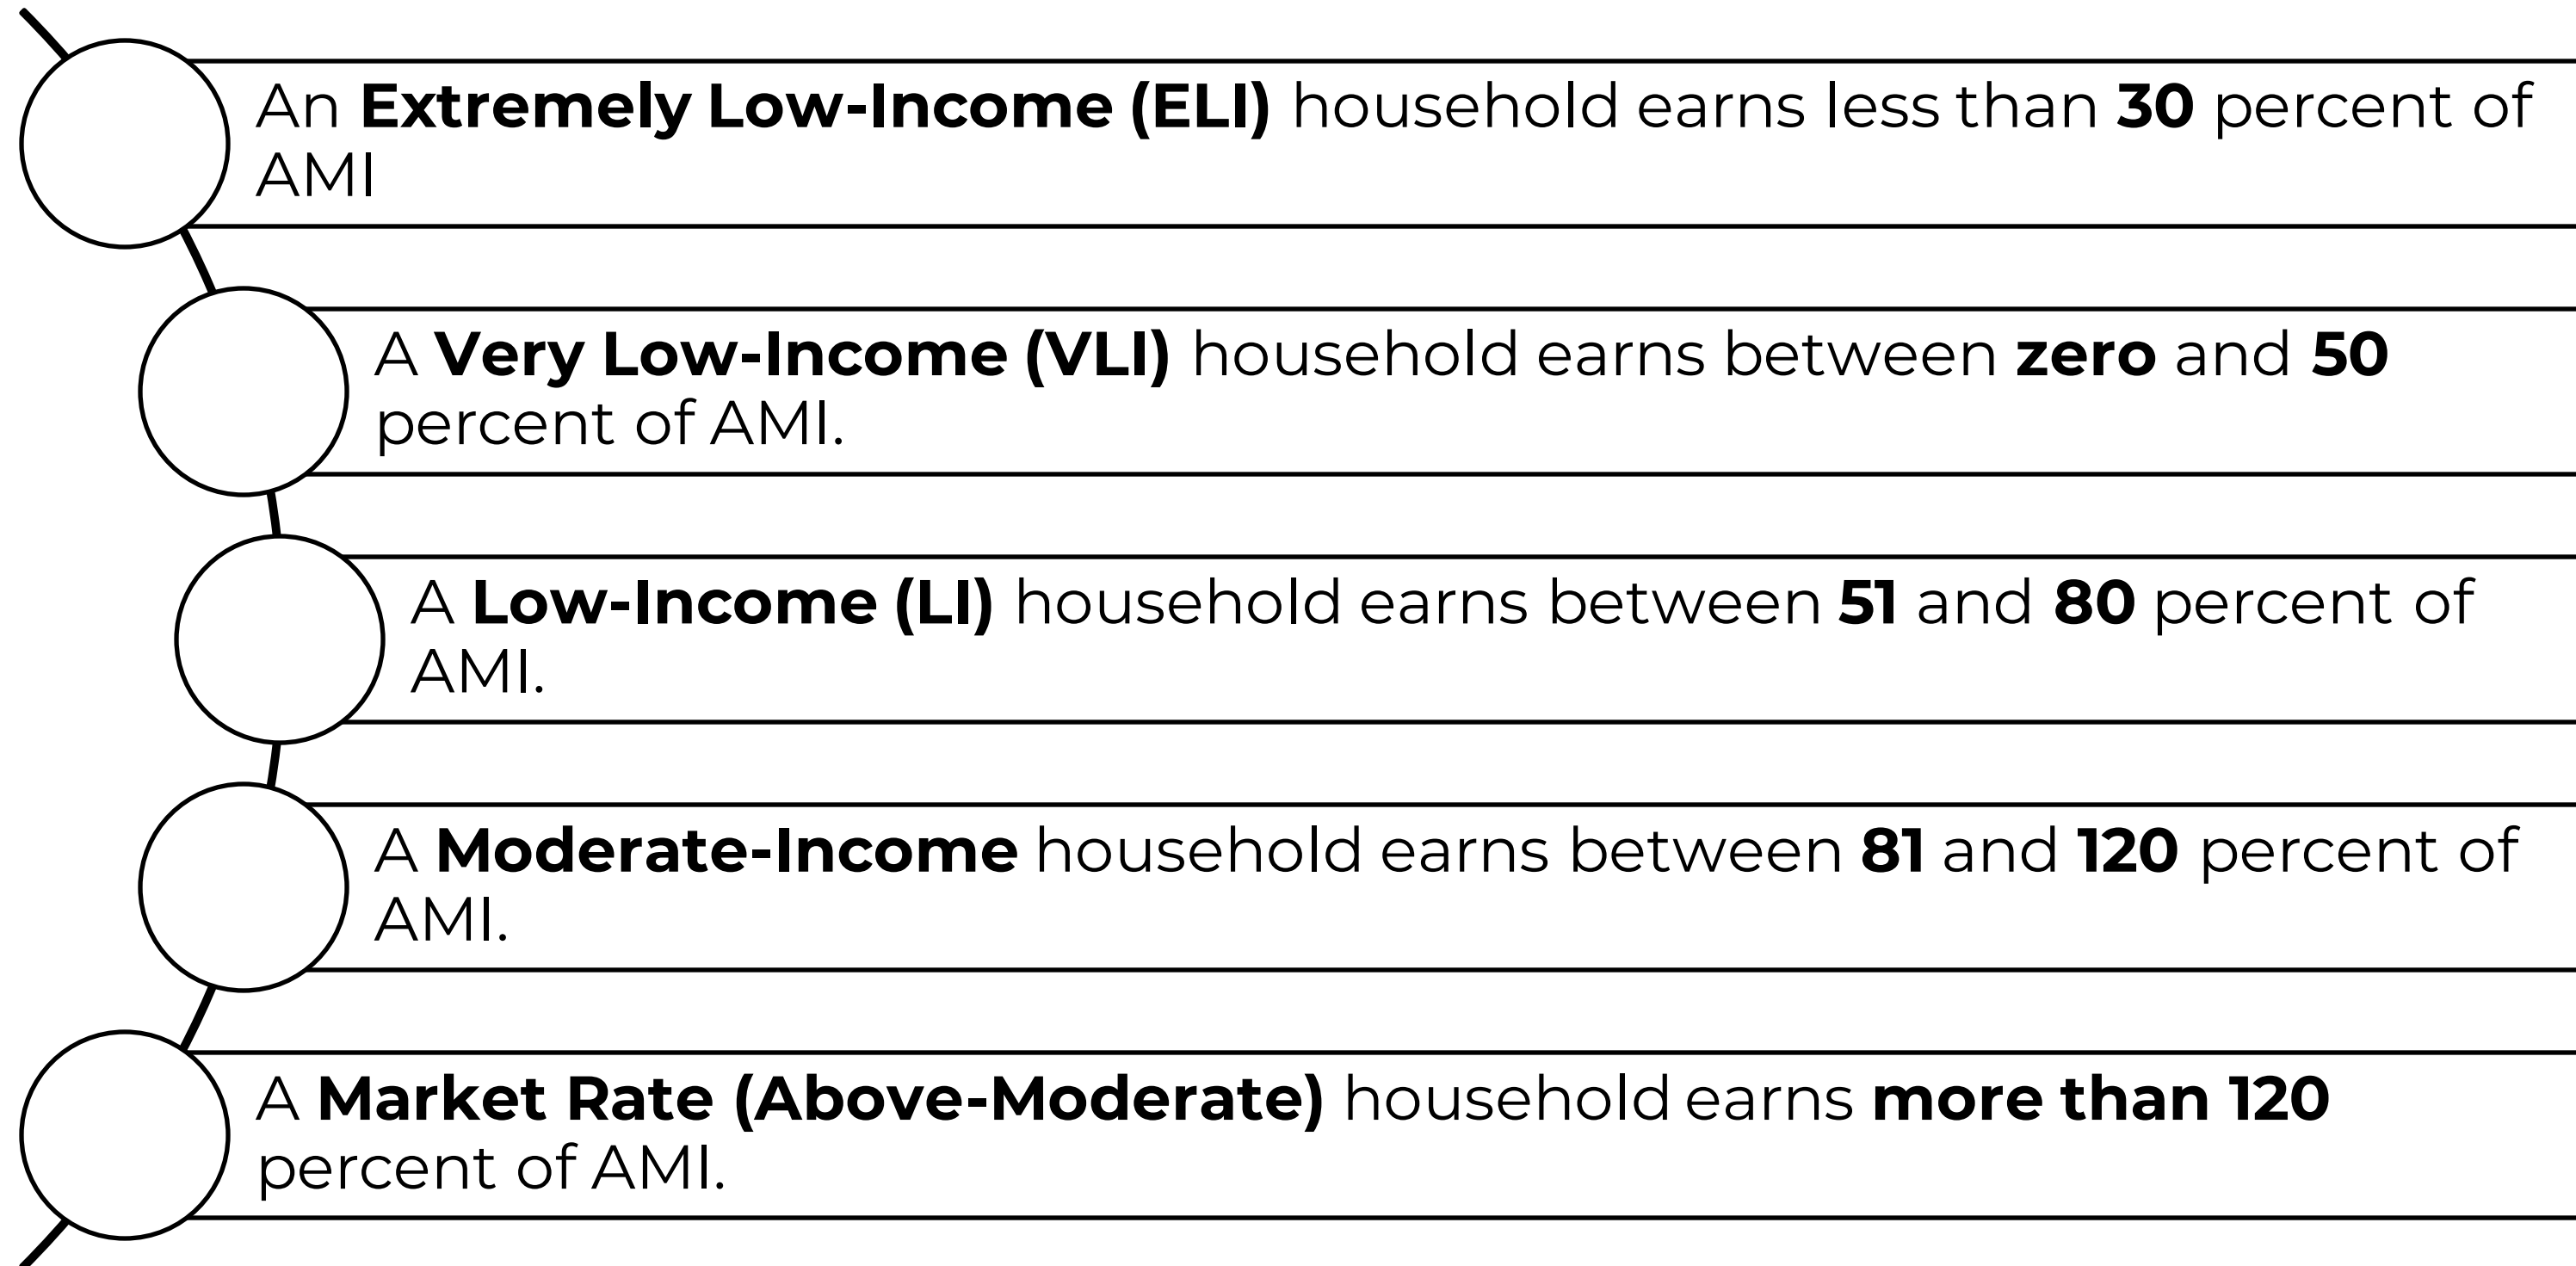 An Extremely Low-Income (ELI) household earns less than 30 percent of
AMI
A Very Low-Income (VLI) household earns between zero and 50
percent of AMI.
A Low-Income (LI) household earns between 51 and 80 percent of
AMI.
A Moderate-Income household earns between 81 and 120 percent of
AMI.
A Market Rate (Above-Moderate) household earns more than 120
percent of AMI.